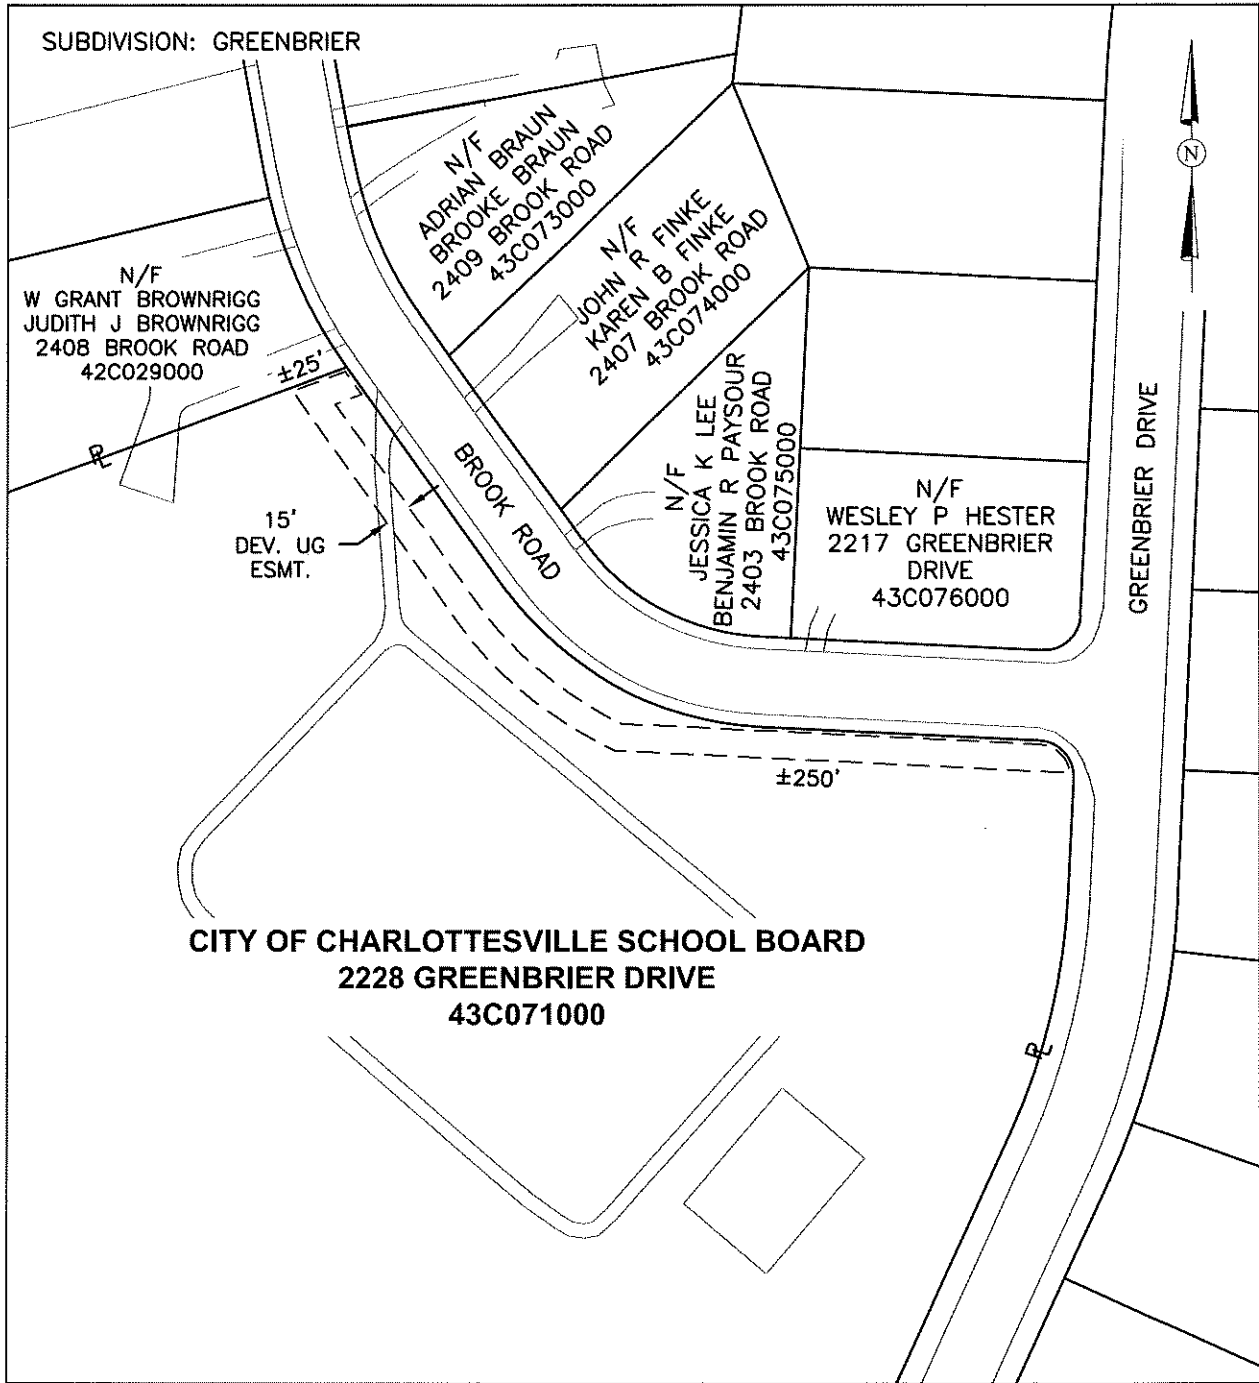 SUBDIVISION: GREENBRIER
N/F
ADRIAN BRAUN
BROOKE BRAUN
2409 BROOK ROAD
43C073000
N
N/F
JOHN R FINKE
KAREN B FINKE
2407 BROOK ROAD
43C074000
N/F
W GRANT BROWNRIGG
JUDITH J BROWNRIGG
2408 BROOK ROAD
42C029000
±25'
PL
15'
DEV. UG
ESMT.
BROOK ROAD
N/F
JESSICA K LEE
BENJAMIN R PAYSOUR
2403 BROOK ROAD
43C075000
N/F
WESLEY P HESTER
2217 GREENBRIER
DRIVE
43C076000
GREENBRIER DRIVE
±250'
CITY OF CHARLOTTESVILLE SCHOOL BOARD
2228 GREENBRIER DRIVE
43C071000
PL